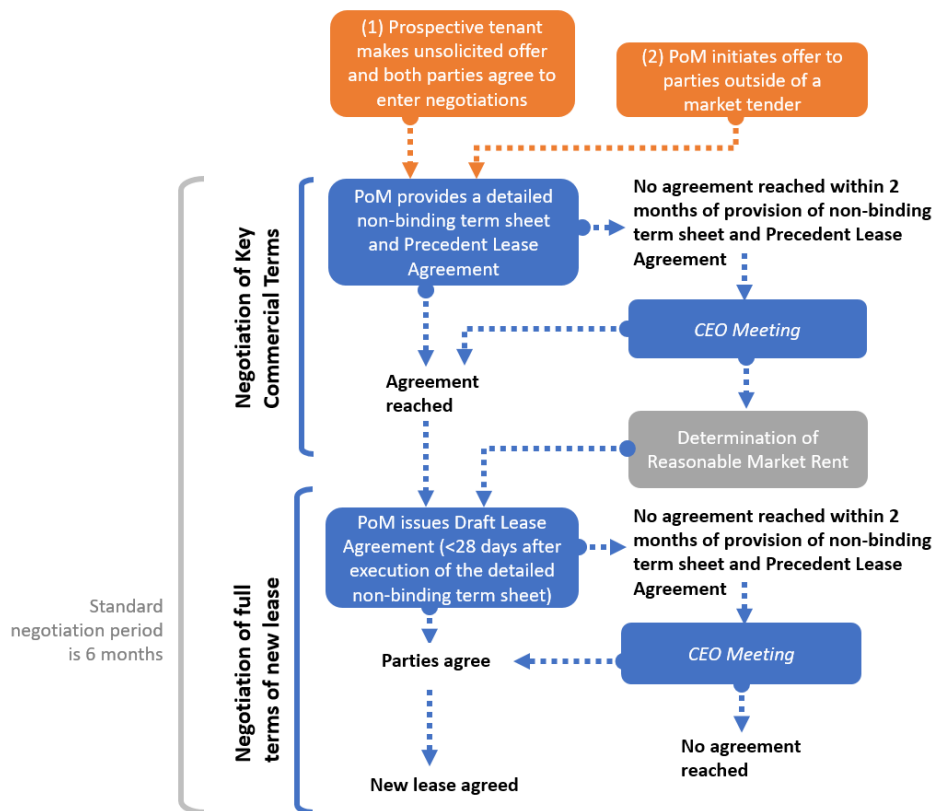 (1) Prospective tenant
makes unsolicited offer
and both parties agree to
enter negotiations
(2) PoM initiates offer to
parties outside of a
market tender
Negotiation of Key
Commercial Terms
PoM provides a detailed
non-binding term sheet
and Precedent Lease
Agreement
No agreement reached within 2
months of provision of non-binding
term sheet and Precedent Lease
Agreement
CEO Meeting
Agreement
reached
Determination of
Reasonable Market Rent
Standard
negotiation period
is 6 months
Negotiation of full
terms of new lease
PoM issues Draft Lease
Agreement (<28 days after
execution of the detailed
non-binding term sheet)
No agreement reached within 2
months of provision of non-binding
term sheet and Precedent Lease
Agreement
Parties agree
CEO Meeting
New lease agreed
No agreement
reached